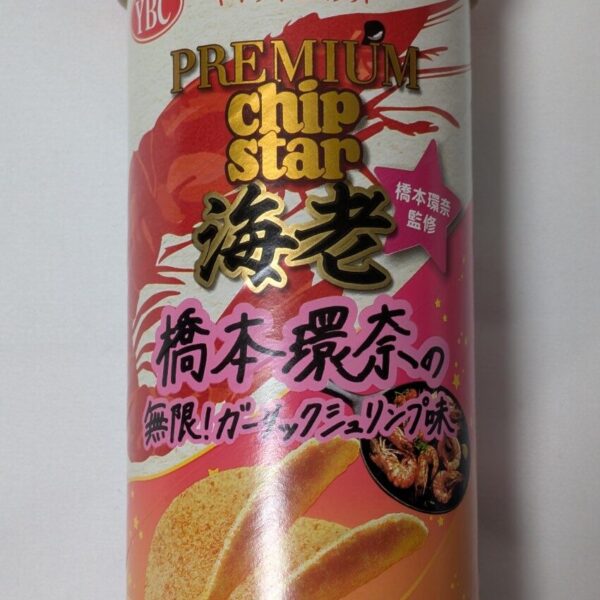 YBC
PREMIUM
chip
star
海老
橋本環奈
監修
橋本環奈の
無限!ガーリックシュリンプ味